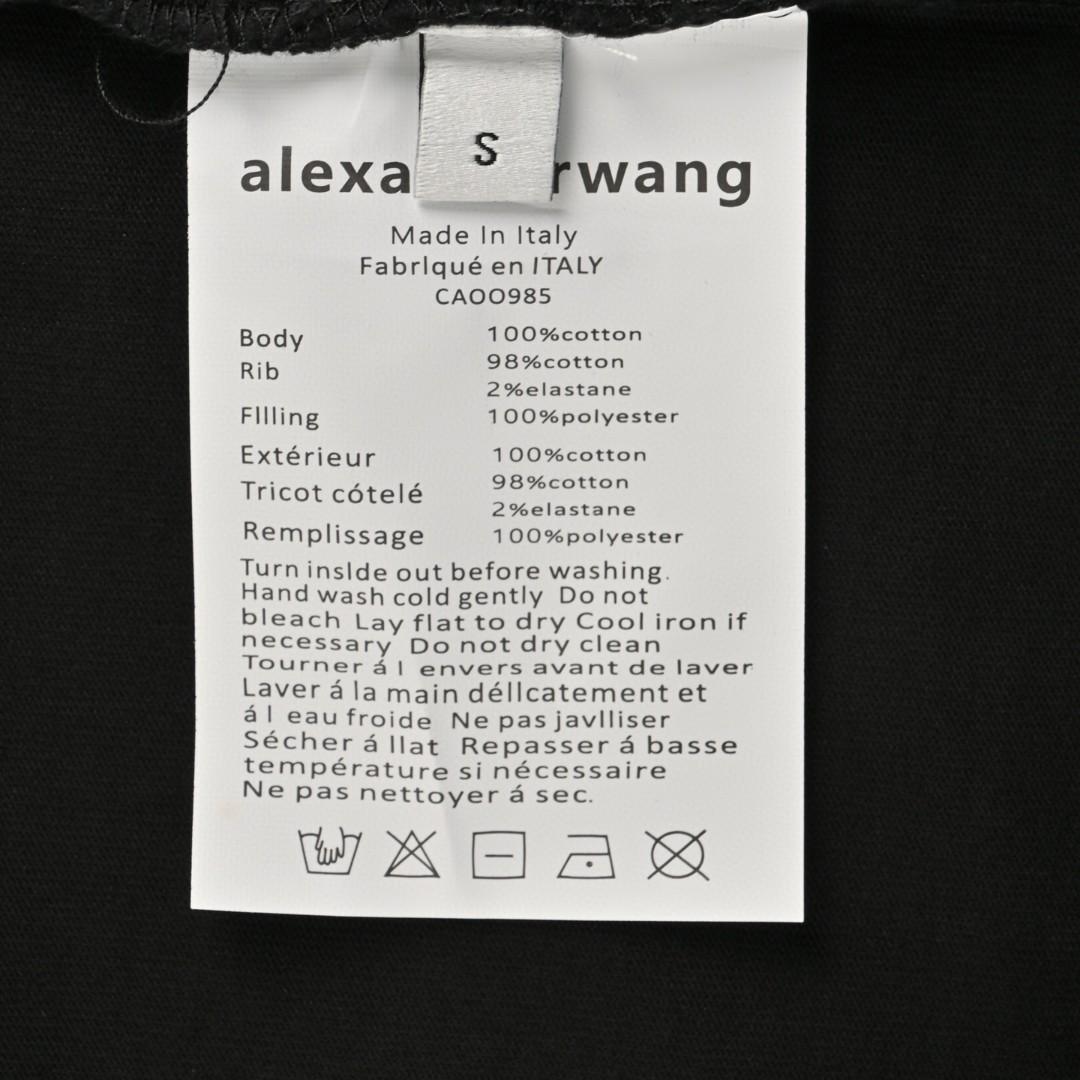 S
alexa rwang
Made In Italy
Fabrlqué en ITALY
CAOO985
Body 100%cotton
Rib 98%cotton
2%elastane
Fllling 100%polyester
Extérieur 100%cotton
Tricot cótelé 98%cotton
2%elastane
Remplissage 100%polyester
Turn inslde out before washing.
Hand wash cold gently Do not
bleach Lay flat to dry Cool iron if
necessary Do not dry clean
Tourner á l envers avant de laver
Laver á la main déllcatement et
á l eau froide Ne pas javlliser
Sécher á llat Repasser á basse
température si nécessaire
Ne pas nettoyer á sec.